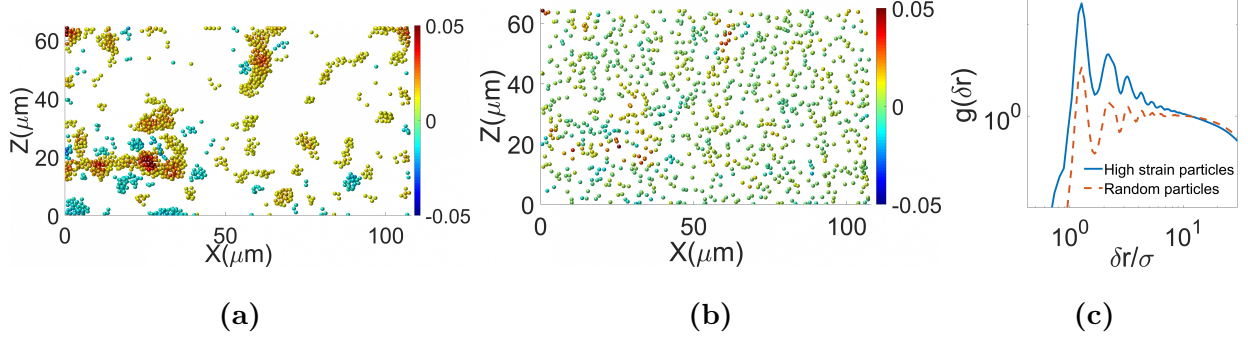 60
40
20
0
0
50
100
Z(μm)
X(μm)
0.05
0
-0.05
60
40
20
0
0
50
100
Z(μm)
X(μm)
0.05
0
-0.05
g(δr)
10^0
High strain particles
Random particles
10^0
10^1
δr/σ
(a)
(b)
(c)